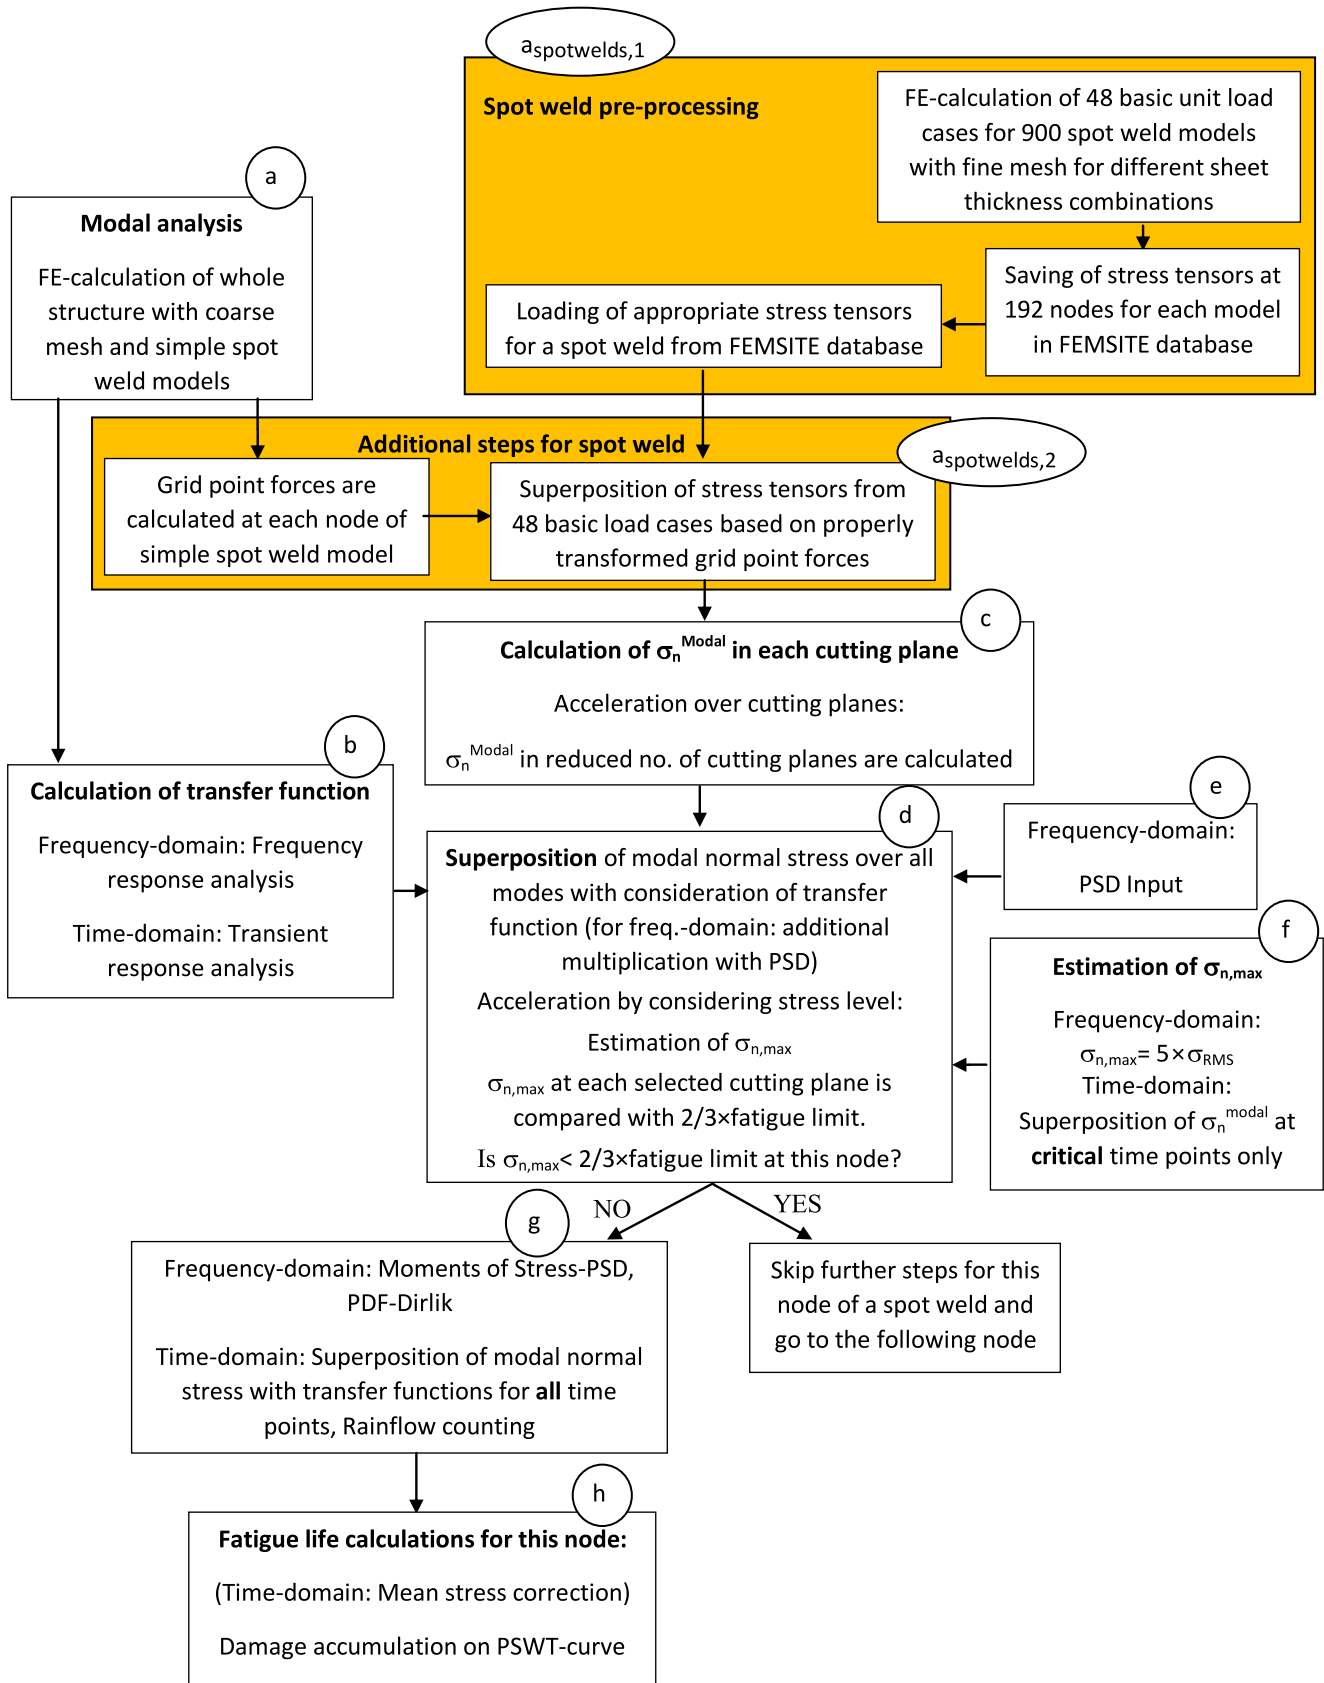 a_spotwelds,1
Spot weld pre-processing
FE-calculation of 48 basic unit load
cases for 900 spot weld models
with fine mesh for different sheet
thickness combinations
Saving of stress tensors at
192 nodes for each model
in FEMSITE database
Loading of appropriate stress tensors
for a spot weld from FEMSITE database
a
Modal analysis
FE-calculation of whole
structure with coarse
mesh and simple spot
weld models
Additional steps for spot weld
a_spotwelds,2
Grid point forces are
calculated at each node of
simple spot weld model
Superposition of stress tensors from
48 basic load cases based on properly
transformed grid point forces
c
Calculation of σn^Modal in each cutting plane
Acceleration over cutting planes:
σn^Modal in reduced no. of cutting planes are calculated
b
Calculation of transfer function
Frequency-domain: Frequency
response analysis
Time-domain: Transient
response analysis
d
Superposition of modal normal stress over all
modes with consideration of transfer
function (for freq.-domain: additional
multiplication with PSD)
Acceleration by considering stress level:
Estimation of σn,max
σn,max at each selected cutting plane is
compared with 2/3×fatigue limit.
Is σn,max< 2/3×fatigue limit at this node?
e
Frequency-domain:
PSD Input
f
Estimation of σn,max
Frequency-domain:
σn,max= 5×σRMS
Time-domain:
Superposition of σn^modal at
critical time points only
NO
YES
g
Frequency-domain: Moments of Stress-PSD,
PDF-Dirlik
Time-domain: Superposition of modal normal
stress with transfer functions for all time
points, Rainflow counting
Skip further steps for this
node of a spot weld and
go to the following node
h
Fatigue life calculations for this node:
(Time-domain: Mean stress correction)
Damage accumulation on PSWT-curve